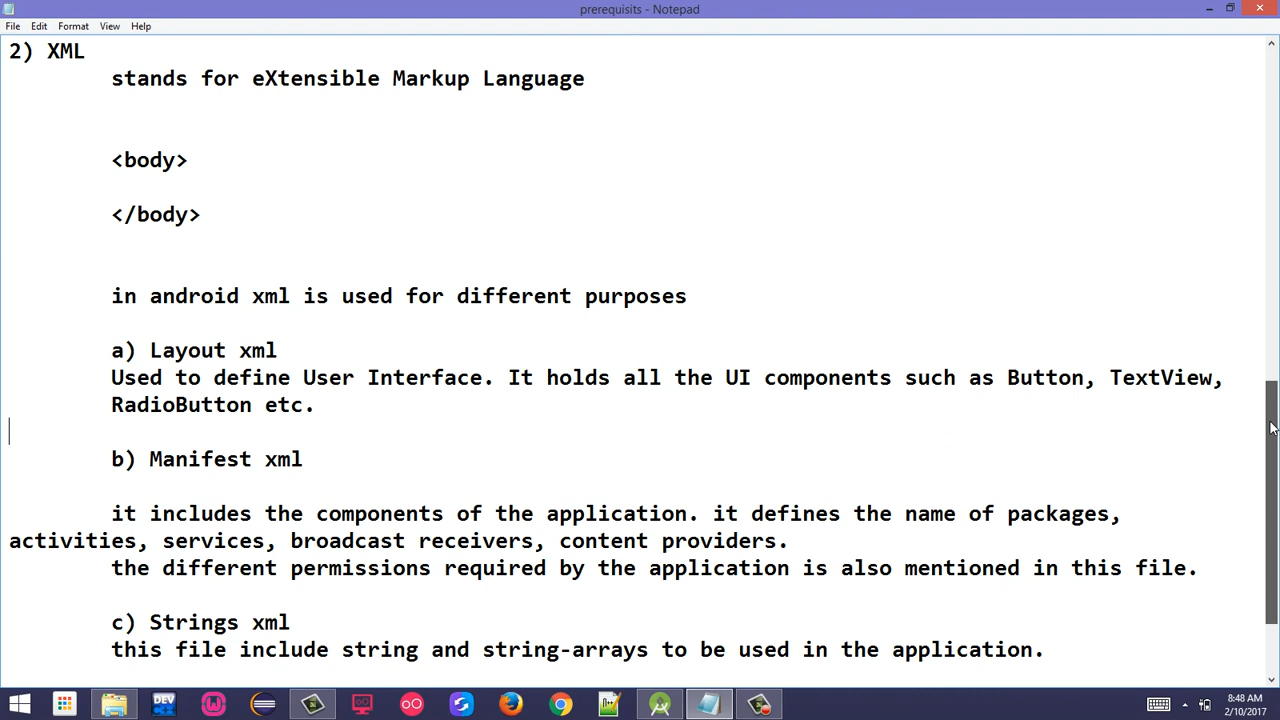 prerequisits - Notepad
File Edit Format View Help
2) XML
stands for eXtensible Markup Language
<body>
</body>
in android xml is used for different purposes
a) Layout xml
Used to define User Interface. It holds all the UI components such as Button, TextView,
RadioButton etc.
b) Manifest xml
it includes the components of the application. it defines the name of packages,
activities, services, broadcast receivers, content providers.
the different permissions required by the application is also mentioned in this file.
c) Strings xml
this file include string and string-arrays to be used in the application.
DEV
8:48 AM
2/10/2017